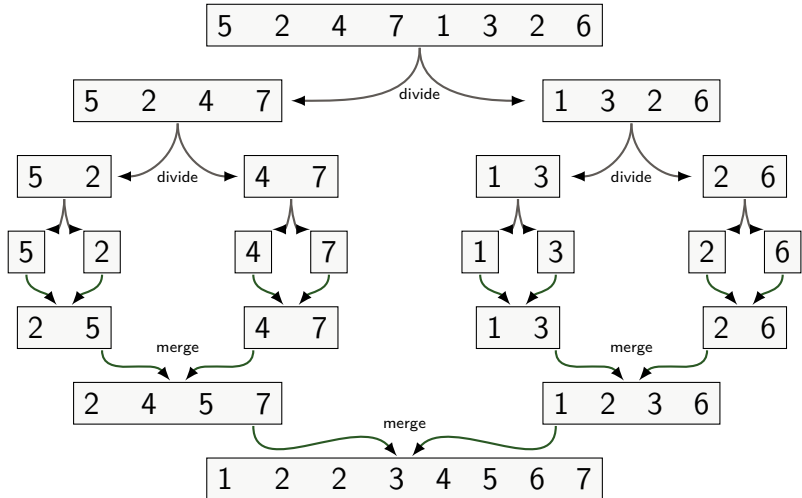 5 2 4 7 1 3 2 6
divide
5 2 4 7 1 3 2 6
divide divide
5 2 4 7 1 3 2 6
5 2 4 7 1 3 2 6
2 5 4 7 1 3 2 6
merge merge
2 4 5 7 1 2 3 6
merge
1 2 2 3 4 5 6 7